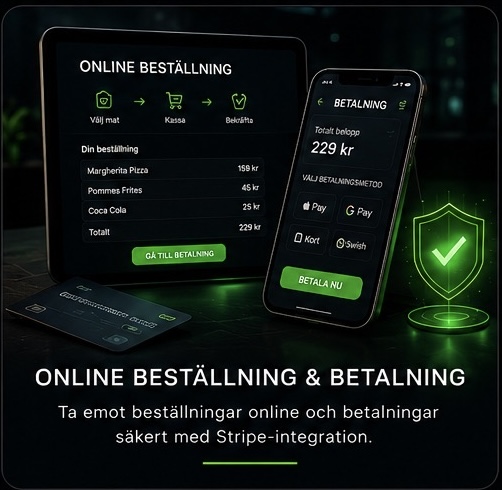 ONLINE BESTÄLLNING
Välj mat
Kassa
Bekräfta
Din beställning
Margherita Pizza 159 kr
Pommes Frites 45 kr
Coca Cola 25 kr
Totalt 229 kr
GÅ TILL BETALNING
BETALNING
Totalt belopp
229 kr
VÄLJ BETALNINGSMETOD
Pay
G Pay
Kort
Swish
BETALA NU
ONLINE BESTÄLLNING & BETALNING
Ta emot beställningar online och betalningar
säkert med Stripe-integration.